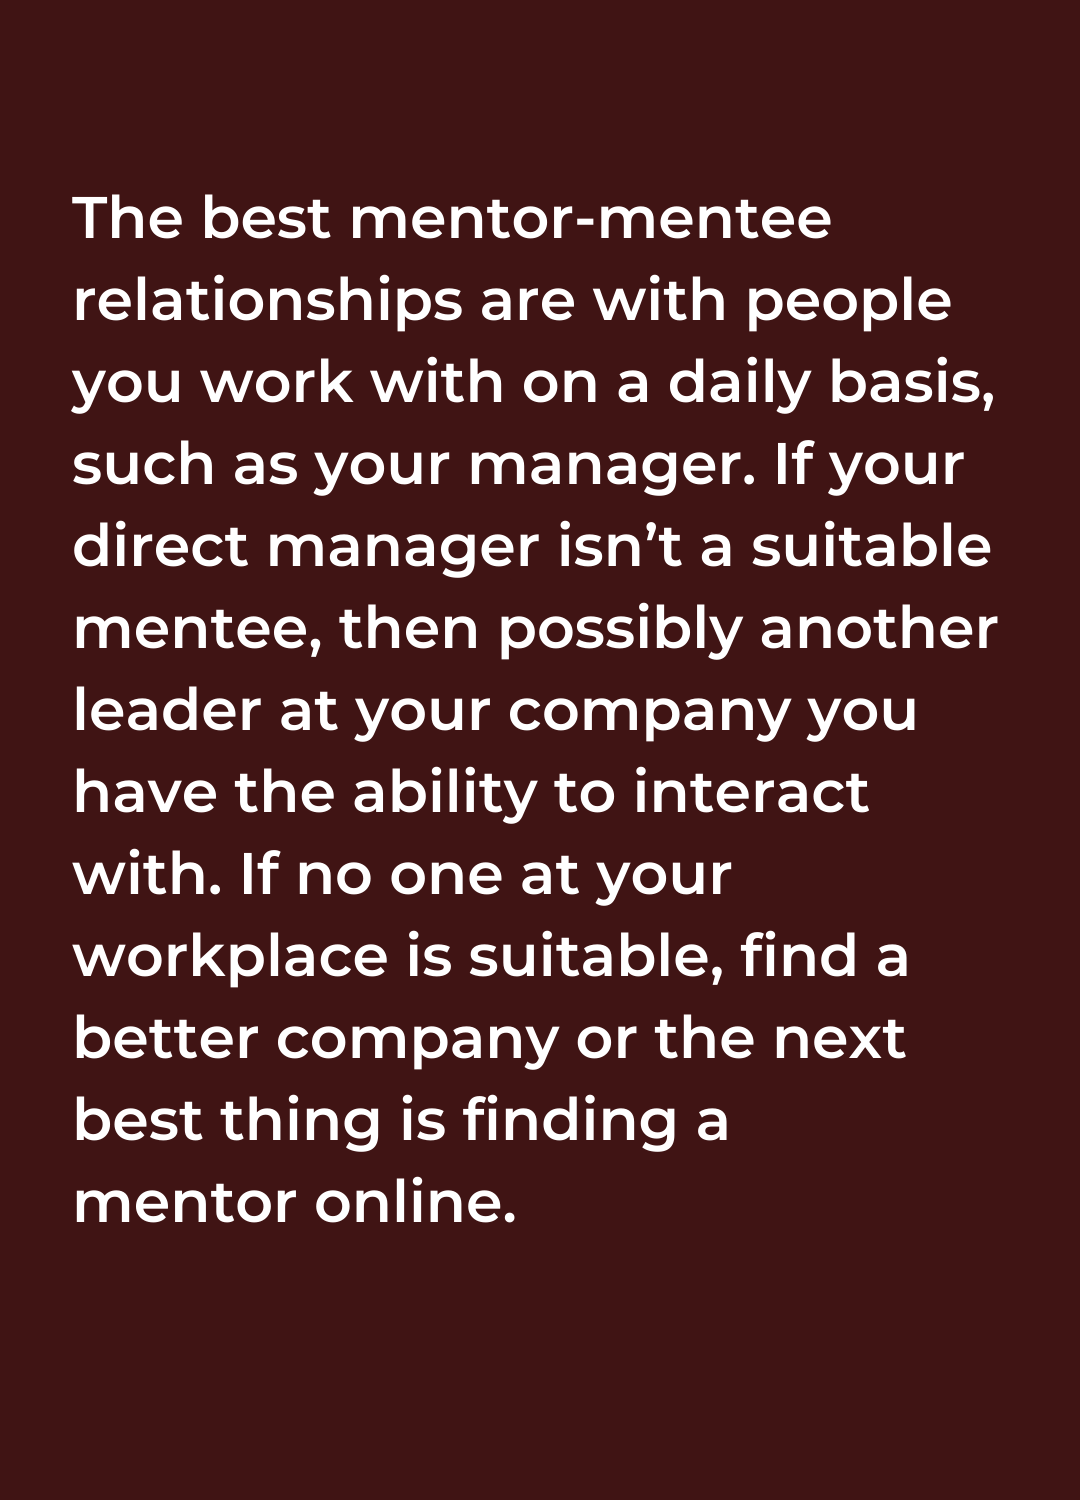 The best mentor-mentee
relationships are with people
you work with on a daily basis,
such as your manager. If your
direct manager isn’t a suitable
mentee, then possibly another
leader at your company you
have the ability to interact
with. If no one at your
workplace is suitable, find a
better company or the next
best thing is finding a
mentor online.